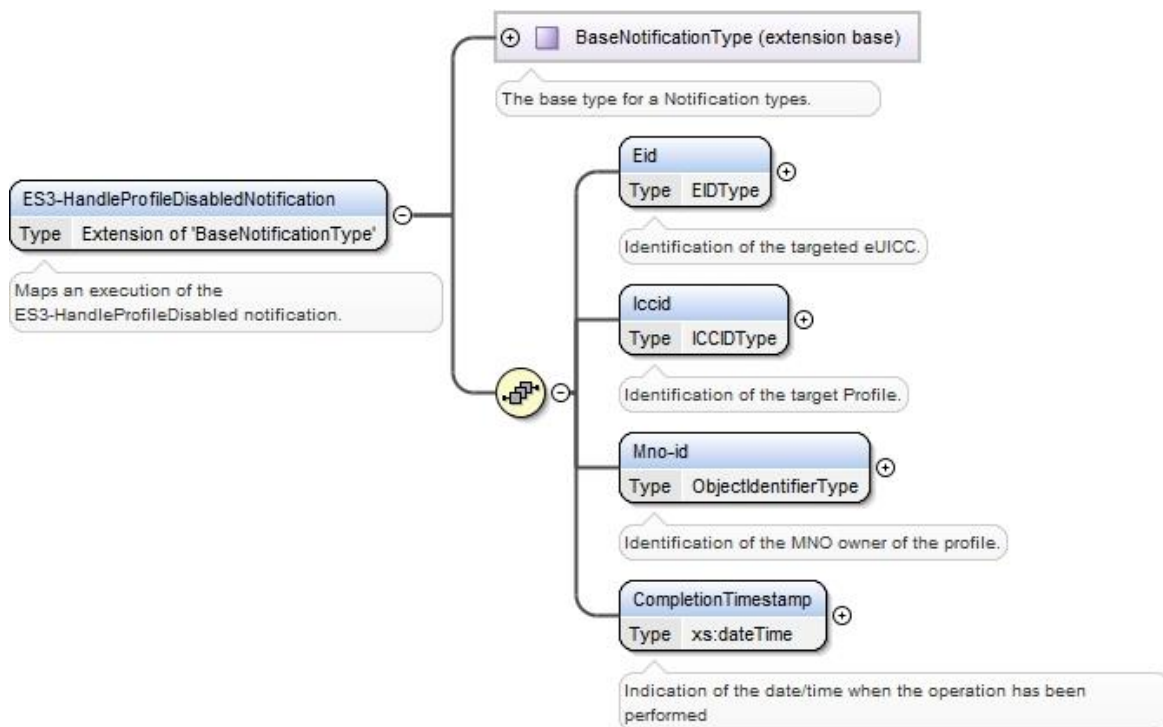 BaseNotificationType (extension base)
The base type for a Notification types.
ES3-HandleProfileDisabledNotification
Type Extension of 'BaseNotificationType'
Maps an execution of the
ES3-HandleProfileDisabled notification.
Eid
Type EIDType
Identification of the targeted eUICC.
Iccid
Type ICCIDType
Identification of the target Profile.
Mno-id
Type ObjectIdentifierType
Identification of the MNO owner of the profile.
CompletionTimestamp
Type xs:dateTime
Indication of the date/time when the operation has been
performed